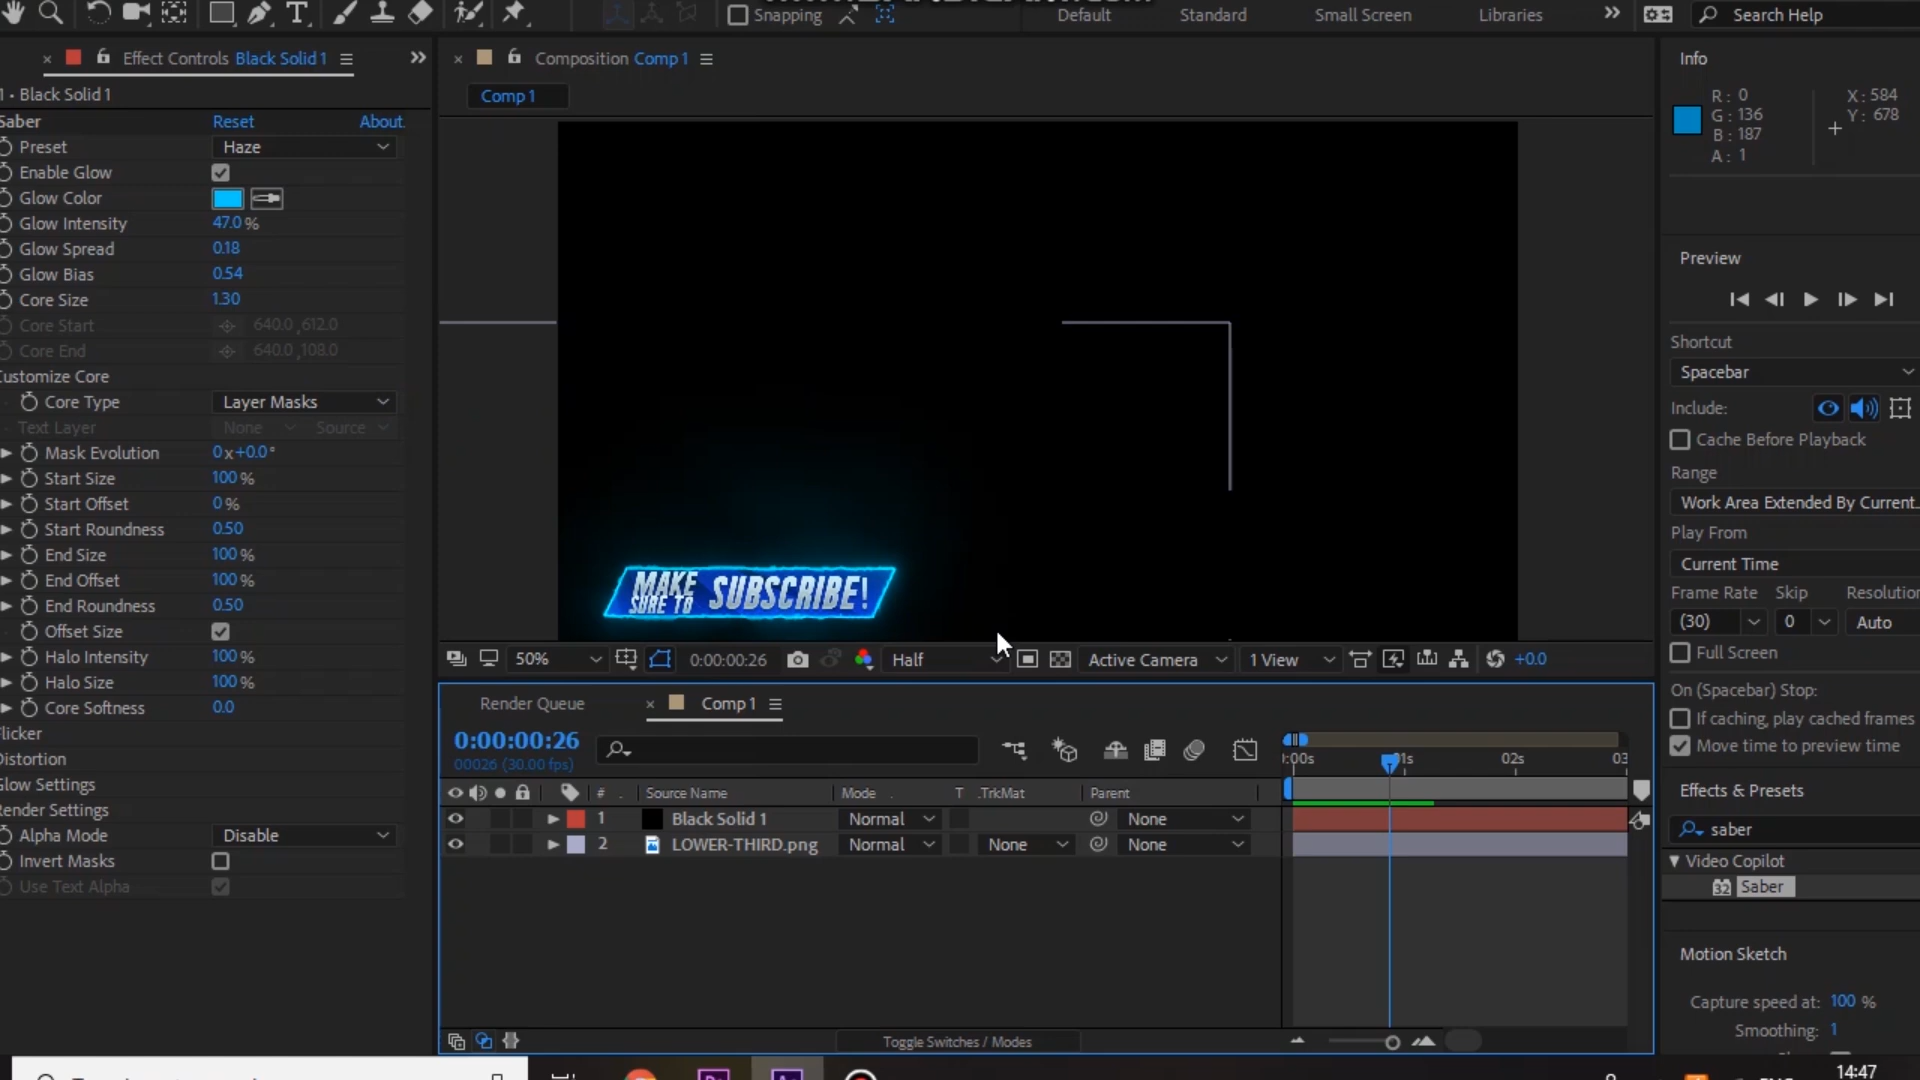 Snapping
Default
Standard
Small Screen
Libraries
Search Help
Effect Controls Black Solid 1
Composition Comp 1
Info
1 • Black Solid 1
Comp 1
R: 0
G: 136
B: 187
A: 1
X: 584
Y: 678
Saber
Reset
About.
Preset
Haze
Enable Glow
Glow Color
Glow Intensity
47.0 %
Glow Spread
0.18
Glow Bias
0.54
Core Size
1.30
Core Start
640.0 ,612.0
Core End
640.0 ,108.0
Customize Core
Core Type
Layer Masks
Text Layer
None
Source
Mask Evolution
0 x +0.0 °
Start Size
100 %
Start Offset
0 %
Start Roundness
0.50
End Size
100 %
End Offset
100 %
End Roundness
0.50
Offset Size
Halo Intensity
100 %
Halo Size
100 %
Core Softness
0.0
Flicker
Distortion
Glow Settings
Render Settings
Alpha Mode
Disable
Invert Masks
Use Text Alpha
MAKE
SURE TO
SUBSCRIBE!
50%
0:00:00:26
Half
Active Camera
1 View
+0.0
Render Queue
Comp 1
0:00:00:26
00026 (30.00 fps)
:00s
01s
02s
03
#
Source Name
Mode
T
.TrkMat
Parent
1
Black Solid 1
Normal
None
2
LOWER-THIRD.png
Normal
None
None
Toggle Switches / Modes
Preview
Shortcut
Spacebar
Include:
Cache Before Playback
Range
Work Area Extended By Current..
Play From
Current Time
Frame Rate
Skip
Resolution
(30)
0
Auto
Full Screen
On (Spacebar) Stop:
If caching, play cached frames
Move time to preview time
Effects & Presets
saber
Video Copilot
32
Saber
Motion Sketch
Capture speed at: 100 %
Smoothing: 1
14:47